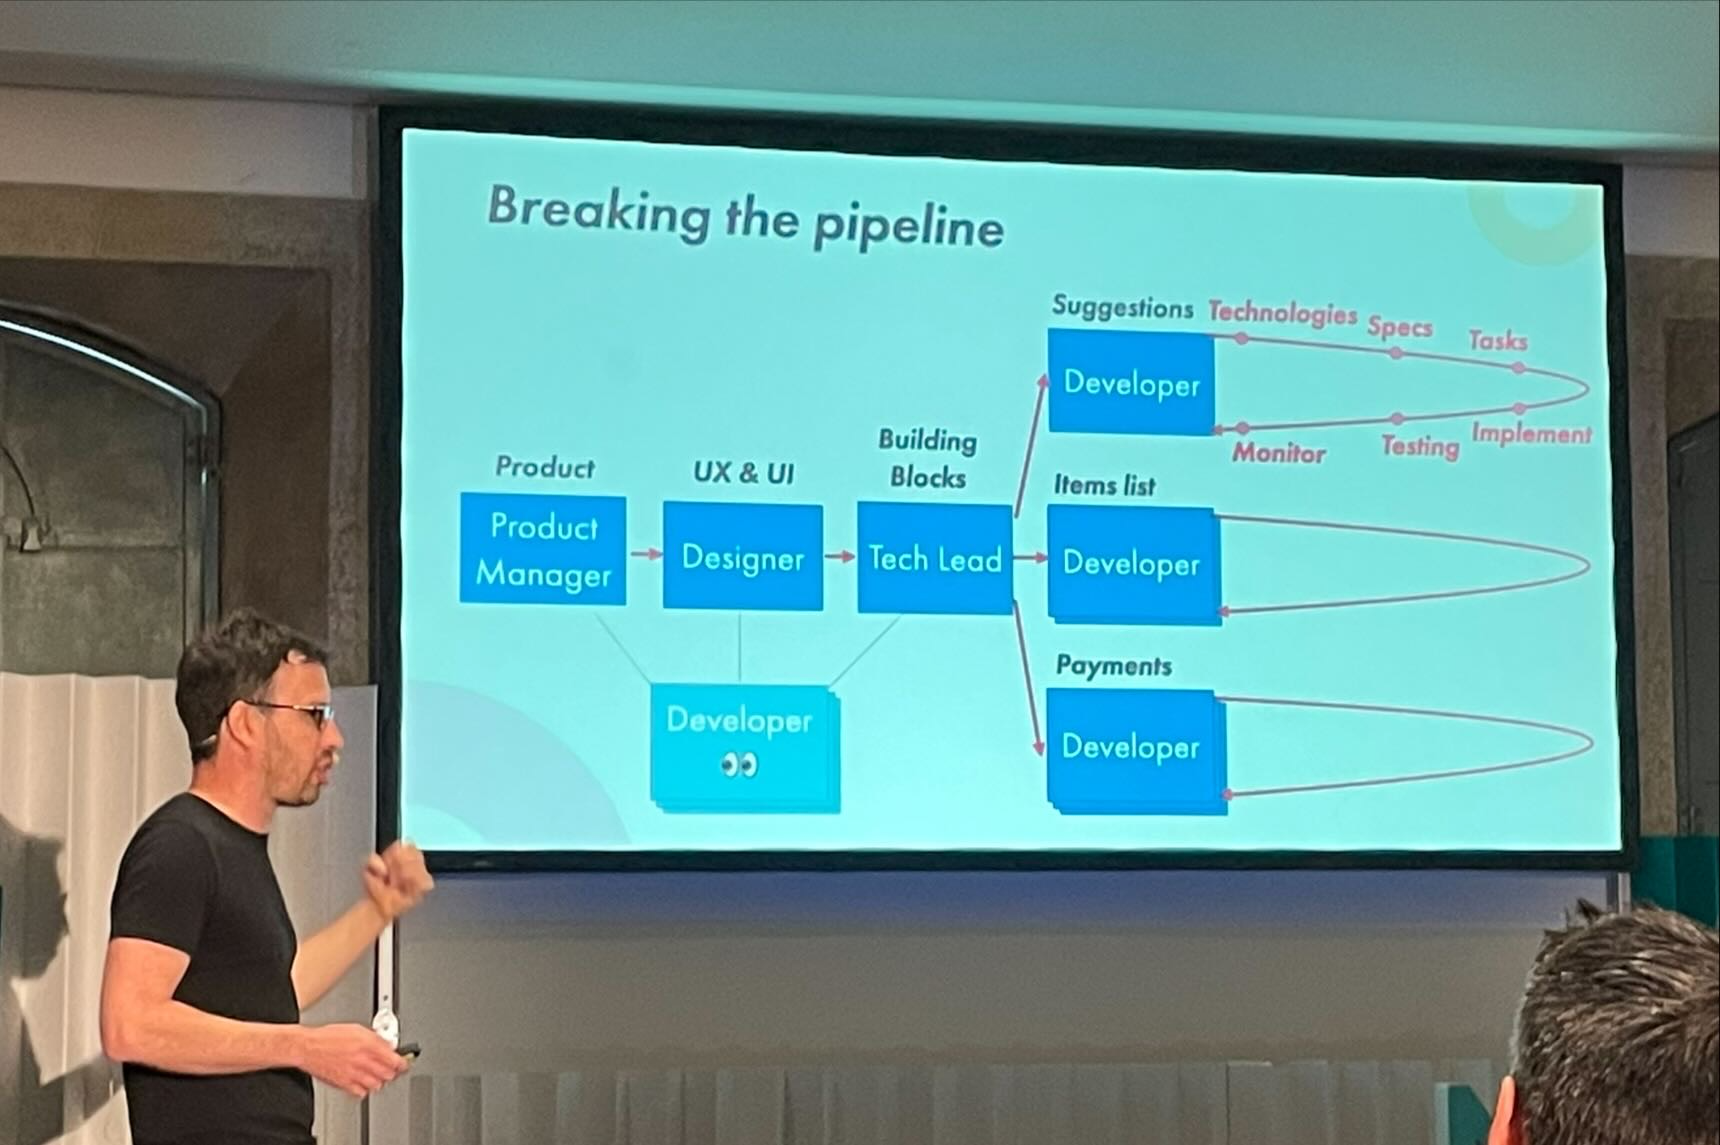 Breaking the pipeline
Suggestions
Technologies
Specs
Tasks
Developer
Monitor
Testing
Implement
Building
Blocks
Product
UX & UI
Items list
Product
Manager
Designer
Tech Lead
Developer
Payments
Developer
Developer